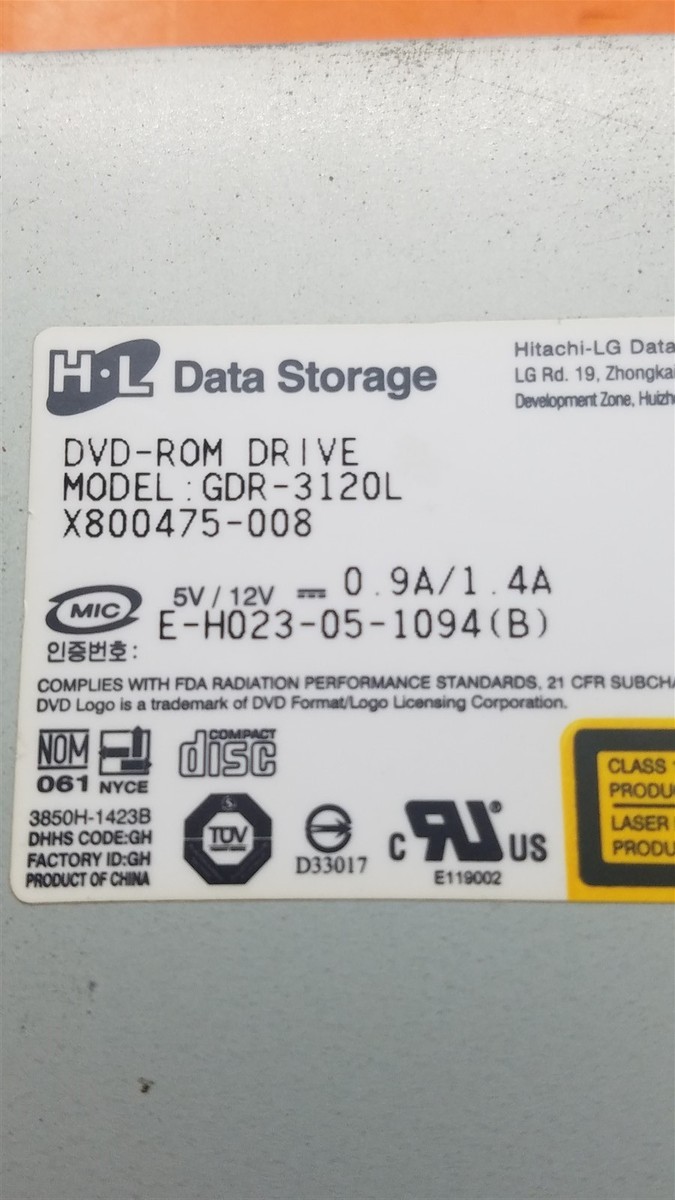 H·L Data Storage
Hitachi-LG Data
LG Rd. 19, Zhongkai
Development Zone, Huizh
DVD-ROM DRIVE
MODEL : GDR-3120L
X800475-008
MIC 5V / 12V ⎓ 0.9A/1.4A
인증번호: E-H023-05-1094(B)
COMPLIES WITH FDA RADIATION PERFORMANCE STANDARDS, 21 CFR SUBCHA
DVD Logo is a trademark of DVD Format/Logo Licensing Corporation.
NOM
061 NYCE
COMPACT
disc
3850H-1423B
DHHS CODE:GH
FACTORY ID:GH
PRODUCT OF CHINA
TÜV
D33017
C RU® US
E119002
CLASS 1
PRODU
LASER
PRODU